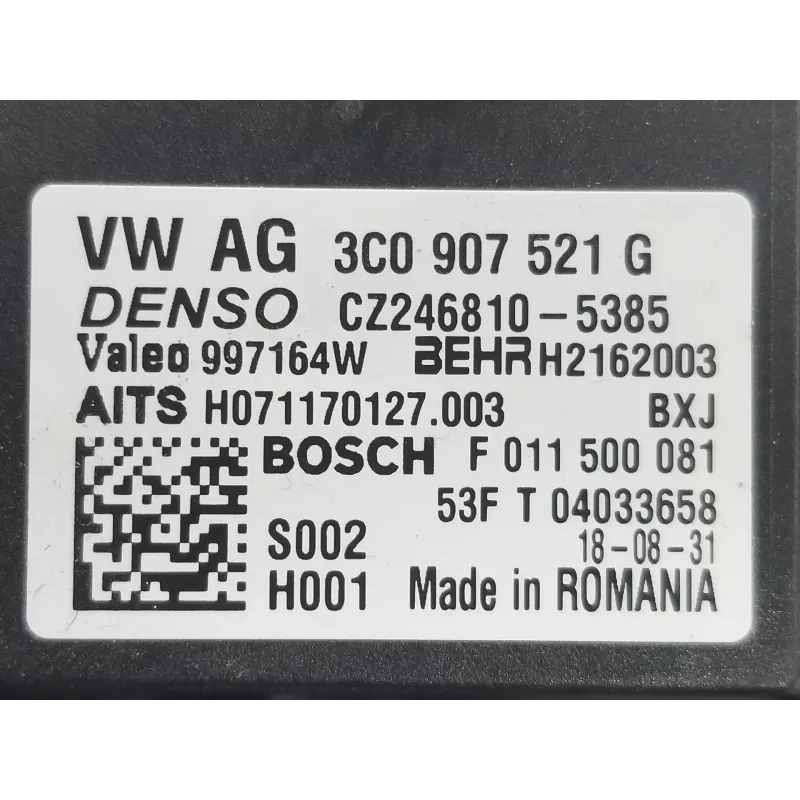 VW AG 3C0 907 521 G
DENSO CZ246810-5385
Valeo 997164W BEHR H2162003
AITS H071170127.003 BXJ
BOSCH F 011 500 081
53F T 04033658
S002 18-08-31
H001 Made in ROMANIA